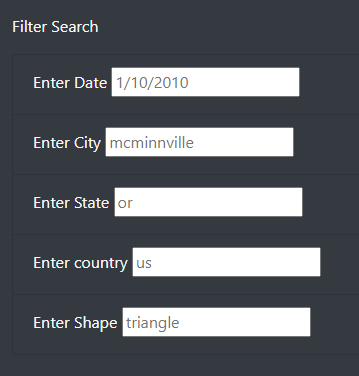 Filter Search
Enter Date 1/10/2010
Enter City mcminnville
Enter State or
Enter country us
Enter Shape triangle